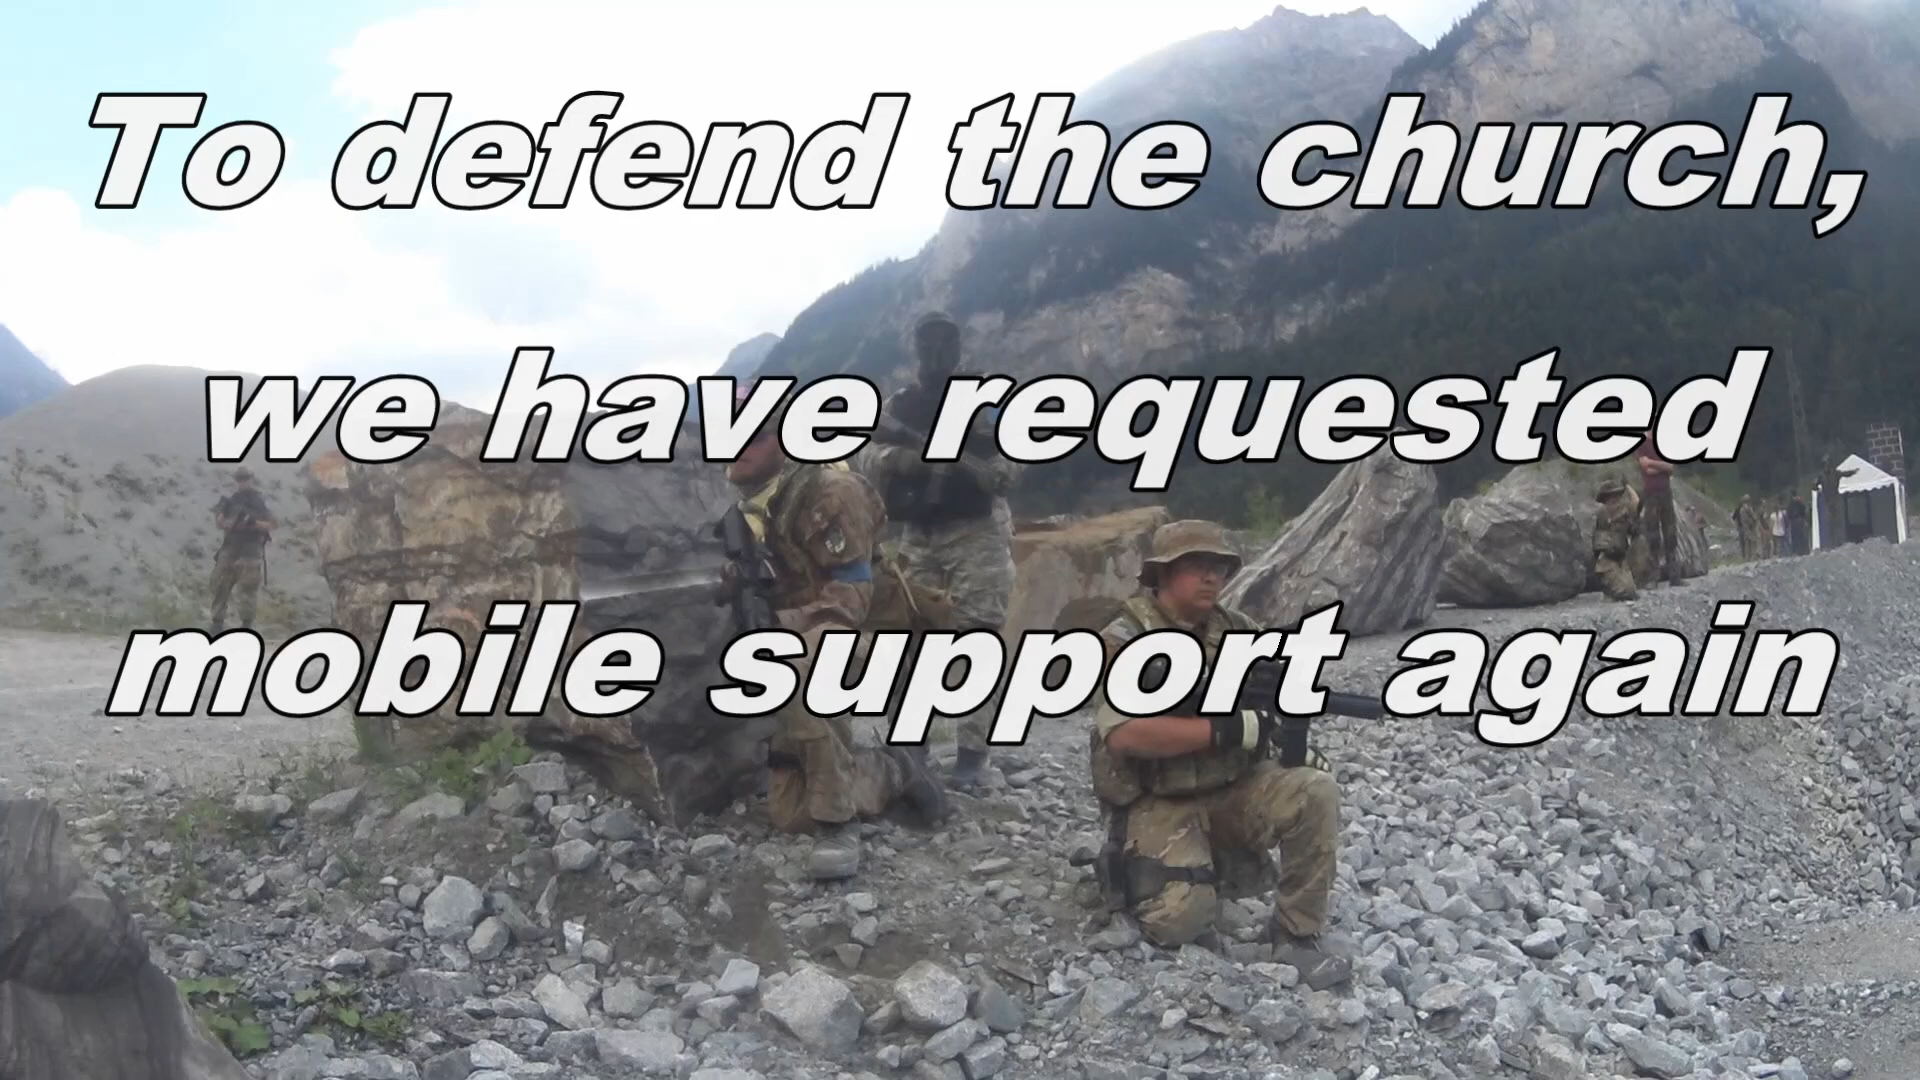 To defend the church,
we have requested
mobile support again